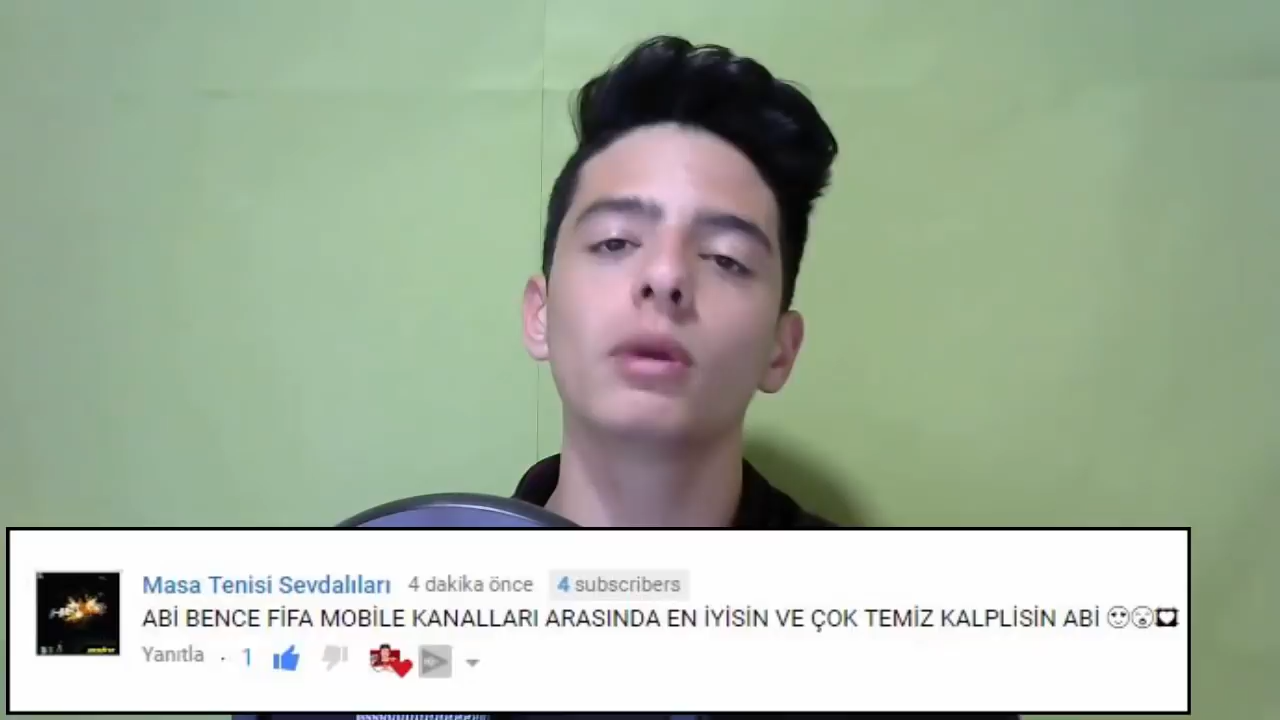 Masa Tenisi Sevdalıları 4 dakika önce 4 subscribers
ABİ BENCE FİFA MOBİLE KANALLARI ARASINDA EN İYİSİN VE ÇOK TEMİZ KALPLİSİN ABİ 😍😘💟
Yanıtla · 1